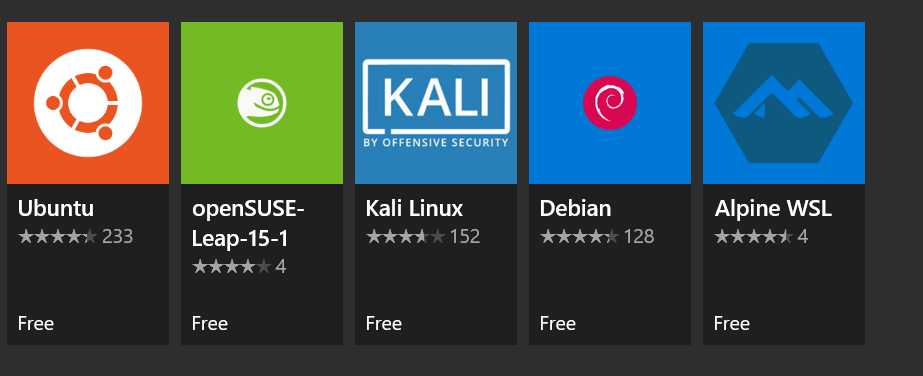 KALI
BY OFFENSIVE SECURITY
Ubuntu
233
Free
openSUSE-
Leap-15-1
4
Free
Kali Linux
152
Free
Debian
128
Free
Alpine WSL
4
Free